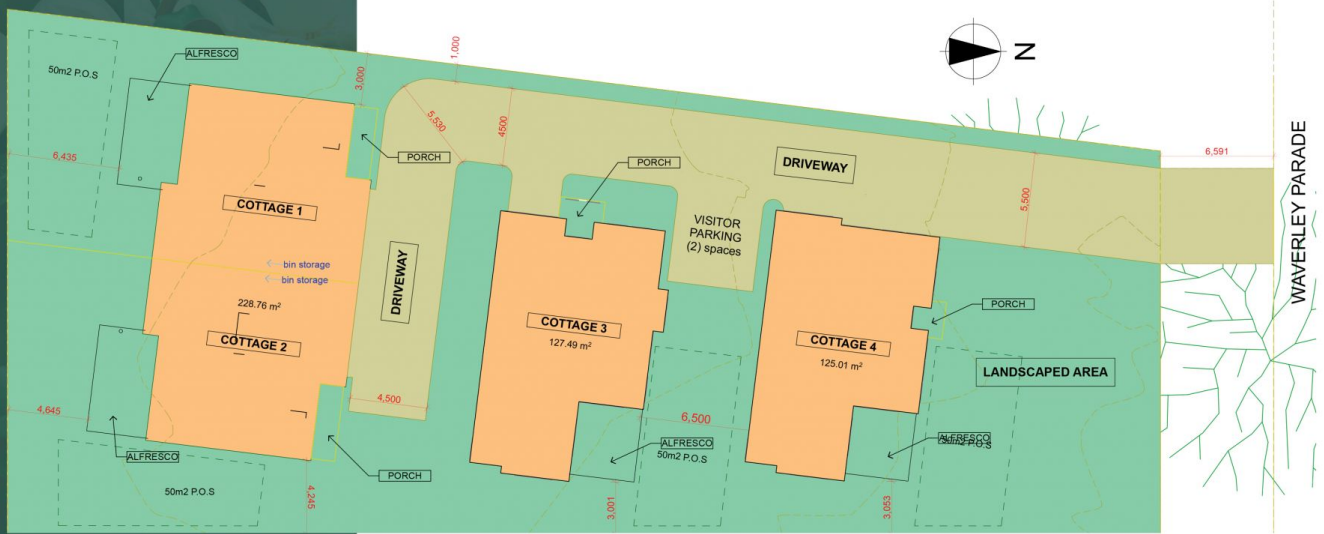 ALFRESCO
50m2 P.O.S
3,000
1.000
N
5,530
4500
PORCH
PORCH
DRIVEWAY
6,591
WAVERLEY PARADE
6,435
COTTAGE 1
5,500
VISITOR
PARKING
(2) spaces
bin storage
bin storage
DRIVEWAY
228.76 m²
COTTAGE 2
COTTAGE 3
127.49 m²
PORCH
COTTAGE 4
125.01 m²
LANDSCAPED AREA
4,645
4,500
6,500
ALFRESCO
50m2 P.O.S
ALFRESCO
50m2 P.O.S
ALFRESCO
PORCH
50m2 P.O.S
4,245
3,001
3,053